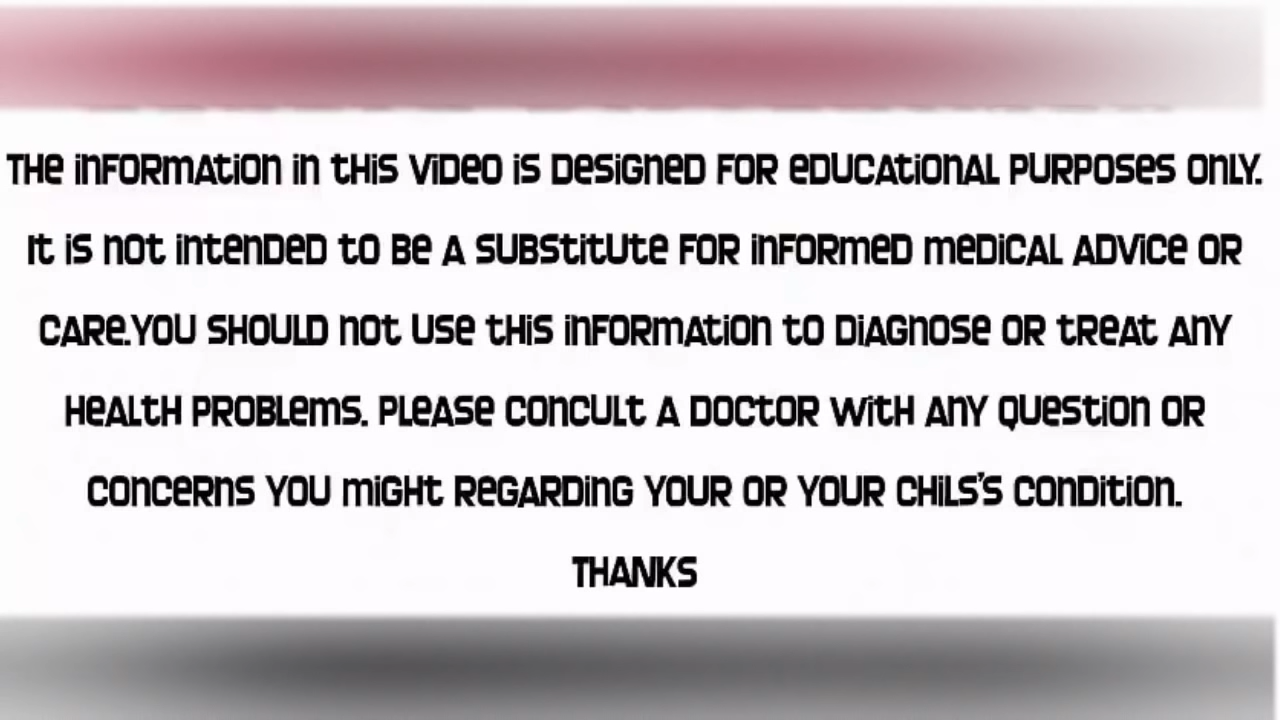 THE inFORmAtiON in tHiS ViDeO iS DeSiGNeD FOR eDUCAtiONAL PURPOSeS ONLY.
It iS not intenDeD to Be A SUBStitUte FOR inFORmeD meDiCAL ADVice OR
CARe.YOU SHOULD not Use tHiS inFORmAtion to DiAGnose OR tReAt ANY
HeALtH PROBLems. PLeAse concULt A DOCtOR witH ANY QUestion OR
concerns YOU miGHt ReGARDinG YOUR OR YOUR CHiLS'S conDition.
THANKS